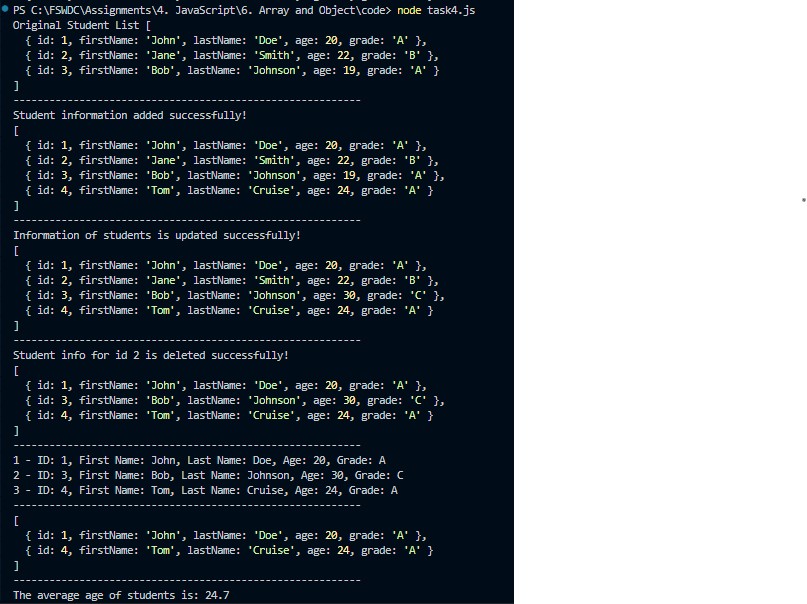 PS C:\FSWDC\Assignments\4. JavaScript\6. Array and Object\code> node task4.js
Original Student List [
  { id: 1, firstName: 'John', lastName: 'Doe', age: 20, grade: 'A' },
  { id: 2, firstName: 'Jane', lastName: 'Smith', age: 22, grade: 'B' },
  { id: 3, firstName: 'Bob', lastName: 'Johnson', age: 19, grade: 'A' }
]
----------------------------------------------------------
Student information added successfully!
[
  { id: 1, firstName: 'John', lastName: 'Doe', age: 20, grade: 'A' },
  { id: 2, firstName: 'Jane', lastName: 'Smith', age: 22, grade: 'B' },
  { id: 3, firstName: 'Bob', lastName: 'Johnson', age: 19, grade: 'A' },
  { id: 4, firstName: 'Tom', lastName: 'Cruise', age: 24, grade: 'A' }
]
----------------------------------------------------------
Information of students is updated successfully!
[
  { id: 1, firstName: 'John', lastName: 'Doe', age: 20, grade: 'A' },
  { id: 2, firstName: 'Jane', lastName: 'Smith', age: 22, grade: 'B' },
  { id: 3, firstName: 'Bob', lastName: 'Johnson', age: 30, grade: 'C' },
  { id: 4, firstName: 'Tom', lastName: 'Cruise', age: 24, grade: 'A' }
]
----------------------------------------------------------
Student info for id 2 is deleted successfully!
[
  { id: 1, firstName: 'John', lastName: 'Doe', age: 20, grade: 'A' },
  { id: 3, firstName: 'Bob', lastName: 'Johnson', age: 30, grade: 'C' },
  { id: 4, firstName: 'Tom', lastName: 'Cruise', age: 24, grade: 'A' }
]
----------------------------------------------------------
1 - ID: 1, First Name: John, Last Name: Doe, Age: 20, Grade: A
2 - ID: 3, First Name: Bob, Last Name: Johnson, Age: 30, Grade: C
3 - ID: 4, First Name: Tom, Last Name: Cruise, Age: 24, Grade: A
----------------------------------------------------------
[
  { id: 1, firstName: 'John', lastName: 'Doe', age: 20, grade: 'A' },
  { id: 4, firstName: 'Tom', lastName: 'Cruise', age: 24, grade: 'A' }
]
----------------------------------------------------------
The average age of students is: 24.7